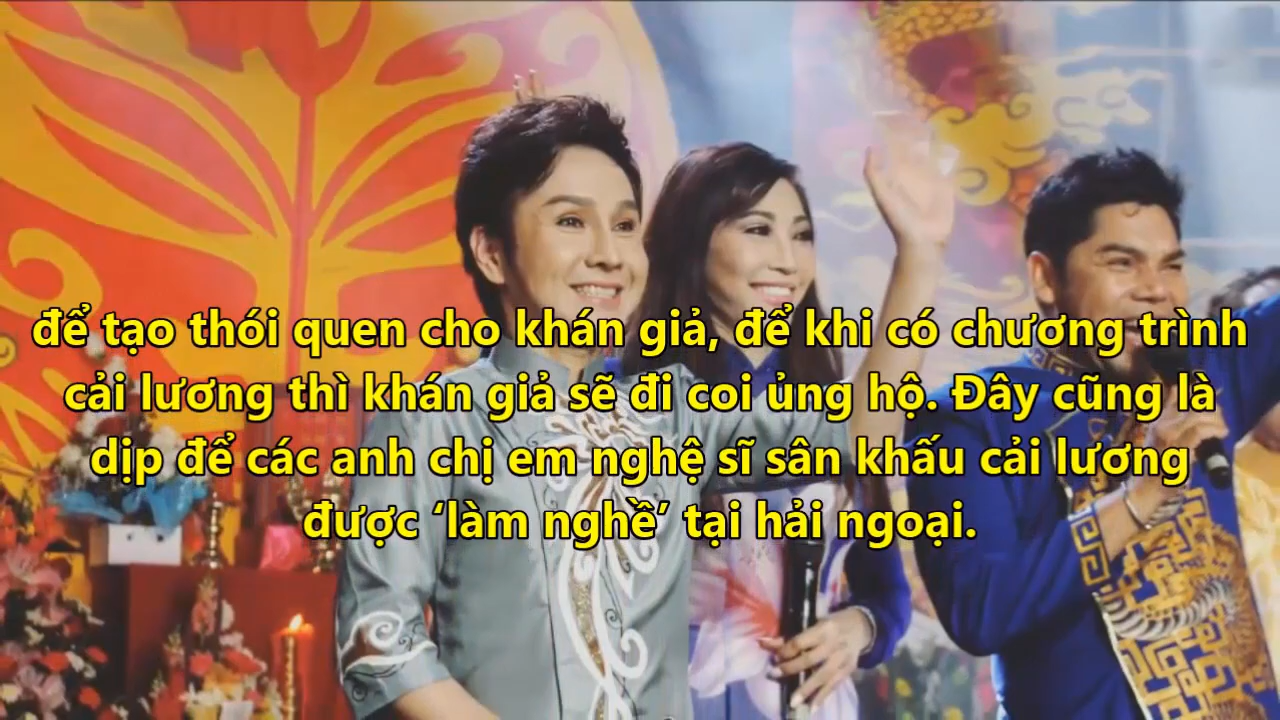 để tạo thói quen cho khán giả, để khi có chương trình
cải lương thì khán giả sẽ đi coi ủng hộ. Đây cũng là
dịp để các anh chị em nghệ sĩ sân khấu cải lương
được ‘làm nghề’ tại hải ngoại.